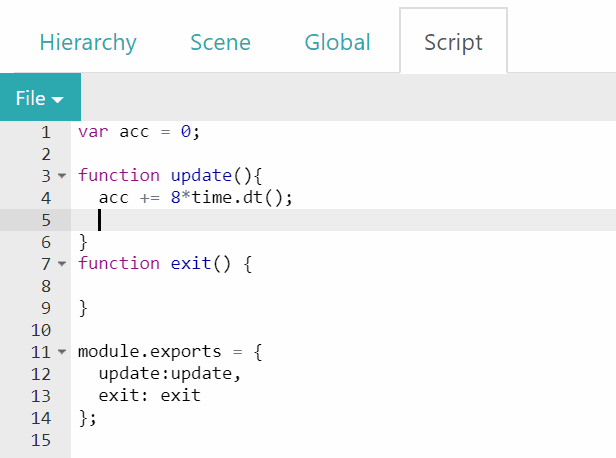 Hierarchy Scene Global Script
File
1 var acc = 0;
2
3 function update(){
4 acc += 8*time.dt();
5
6 }
7 function exit() {
8
9 }
10
11 module.exports = {
12 update:update,
13 exit: exit
14 };
15